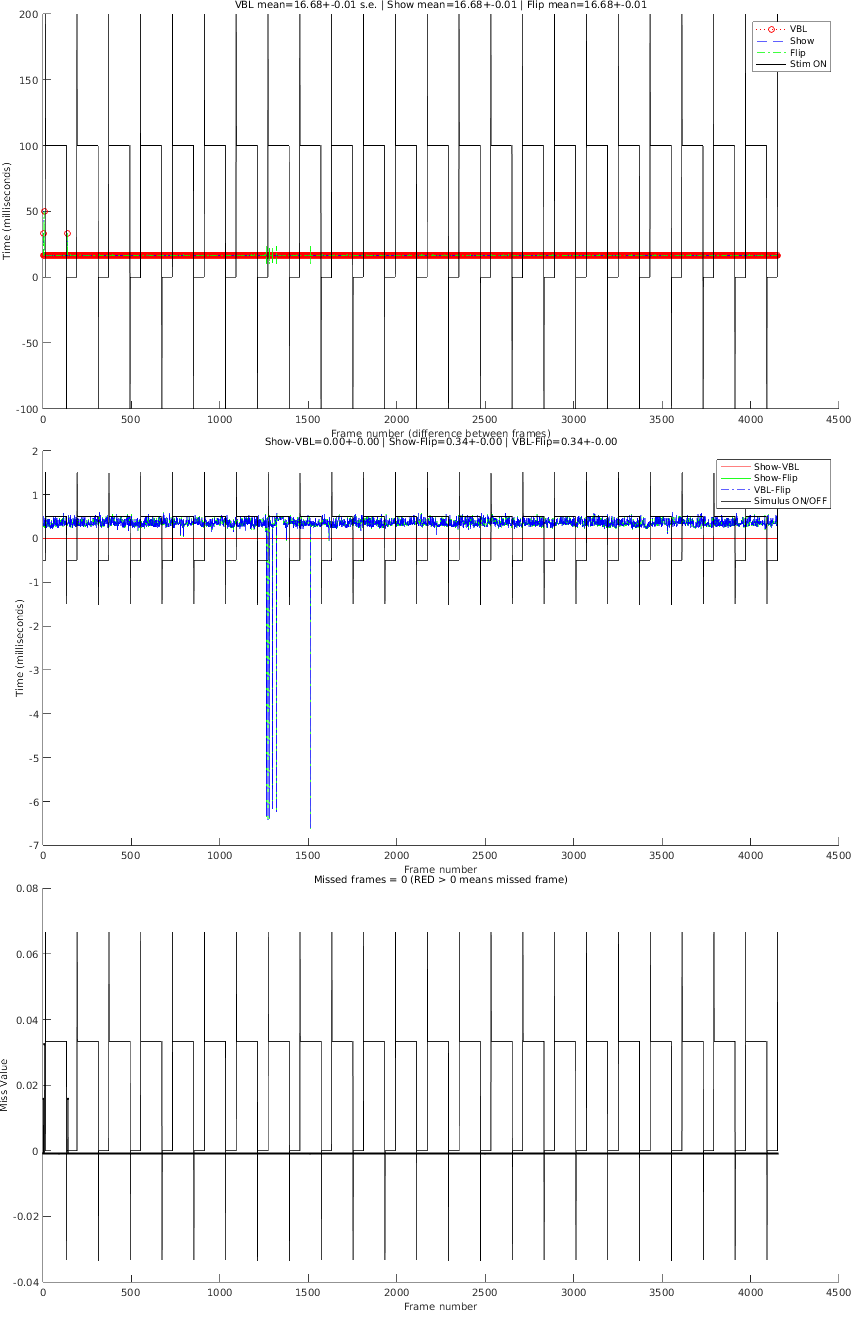 VBL mean=16.68+-0.01 s.e. | Show mean=16.68+-0.01 | Flip mean=16.68+-0.01
200
150
100
50
0
-50
-100
Time (milliseconds)
VBL
Show
Flip
Stim ON
0 500 1000 1500 2000 2500 3000 3500 4000 4500
Frame number (difference between frames)
Show-VBL=0.00+-0.00 | Show-Flip=0.34+-0.00 | VBL-Flip=0.34+-0.00
2
1
0
-1
-2
-3
-4
-5
-6
-7
Time (milliseconds)
Show-VBL
Show-Flip
VBL-Flip
Simulus ON/OFF
0 500 1000 1500 2000 2500 3000 3500 4000 4500
Frame number
Missed frames = 0 (RED > 0 means missed frame)
0.08
0.06
0.04
0.02
0
-0.02
-0.04
Miss Value
0 500 1000 1500 2000 2500 3000 3500 4000 4500
Frame number